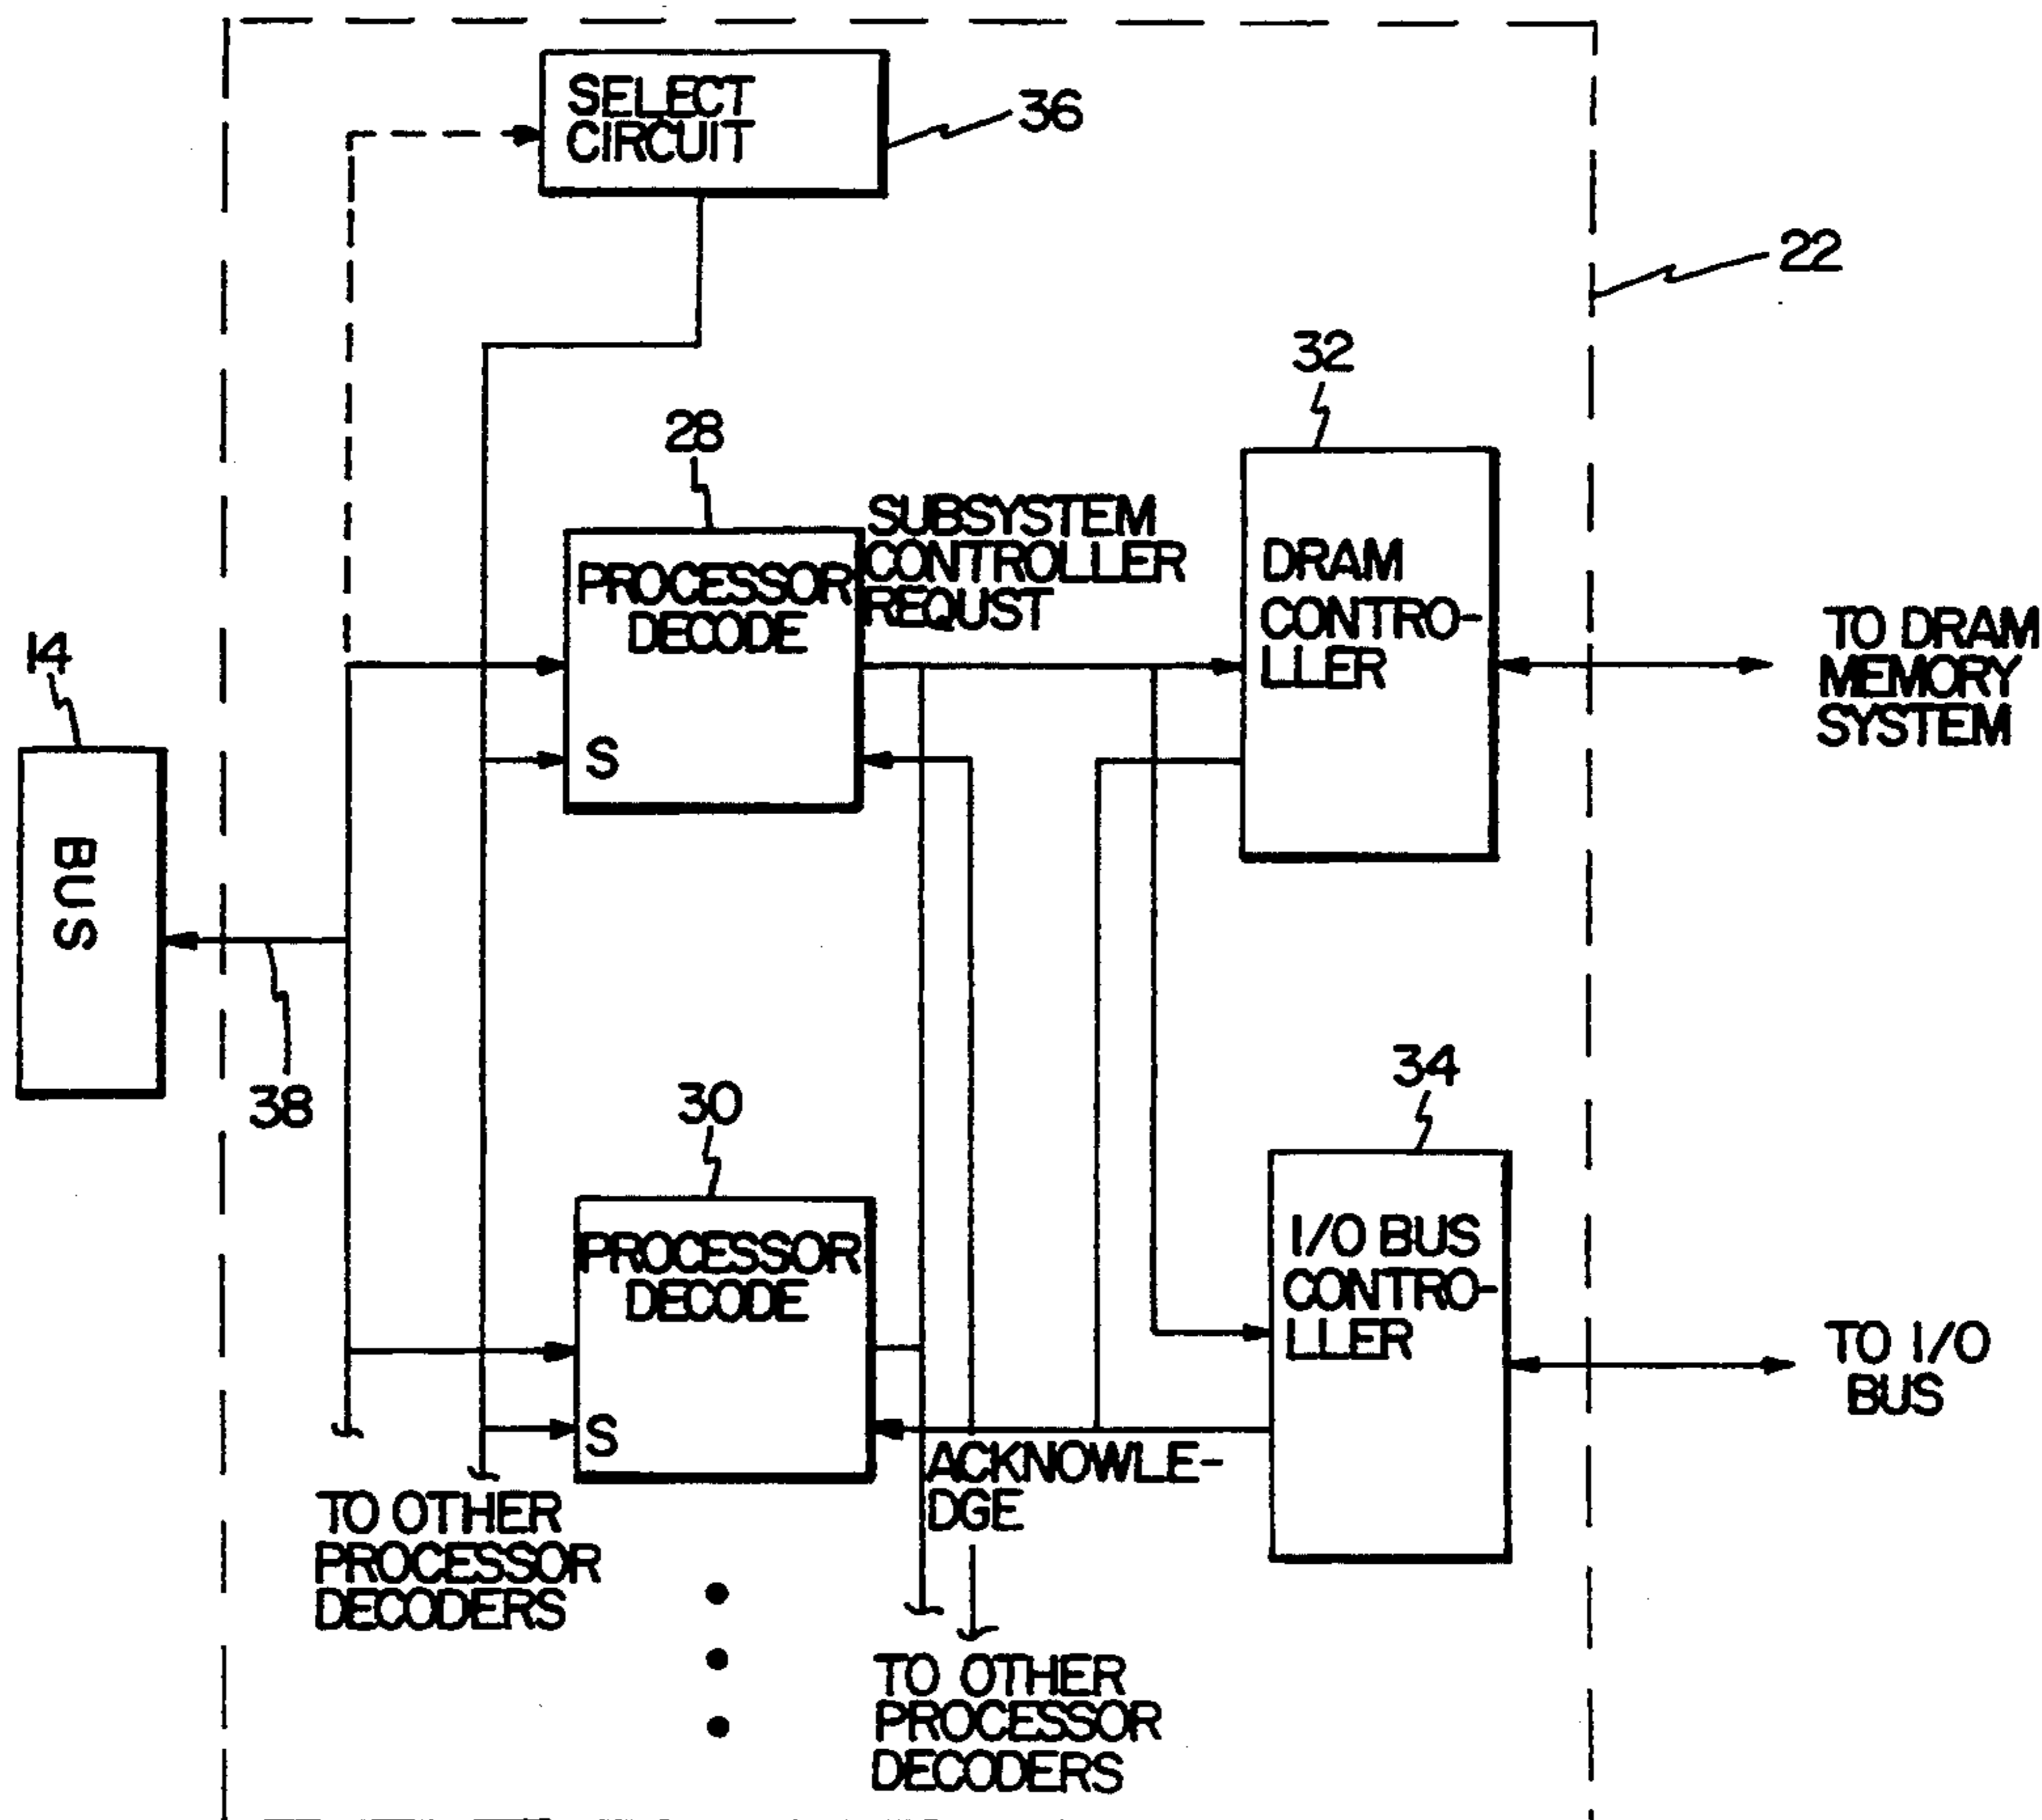 SELECT
CIRCUIT
36
22
32
28
SUBSYSTEM
CONTROLLER
REQUST
PROCESSOR
DECODE
S
DRAM
CONTRO-
LLER
TO DRAM
MEMORY
SYSTEM
14
BUS
38
30
34
PROCESSOR
DECODE
S
I/O BUS
CONTRO-
LLER
TO I/O
BUS
ACKNOWLE-
DGE
TO OTHER
PROCESSOR
DECODERS
TO OTHER
PROCESSOR
DECODERS